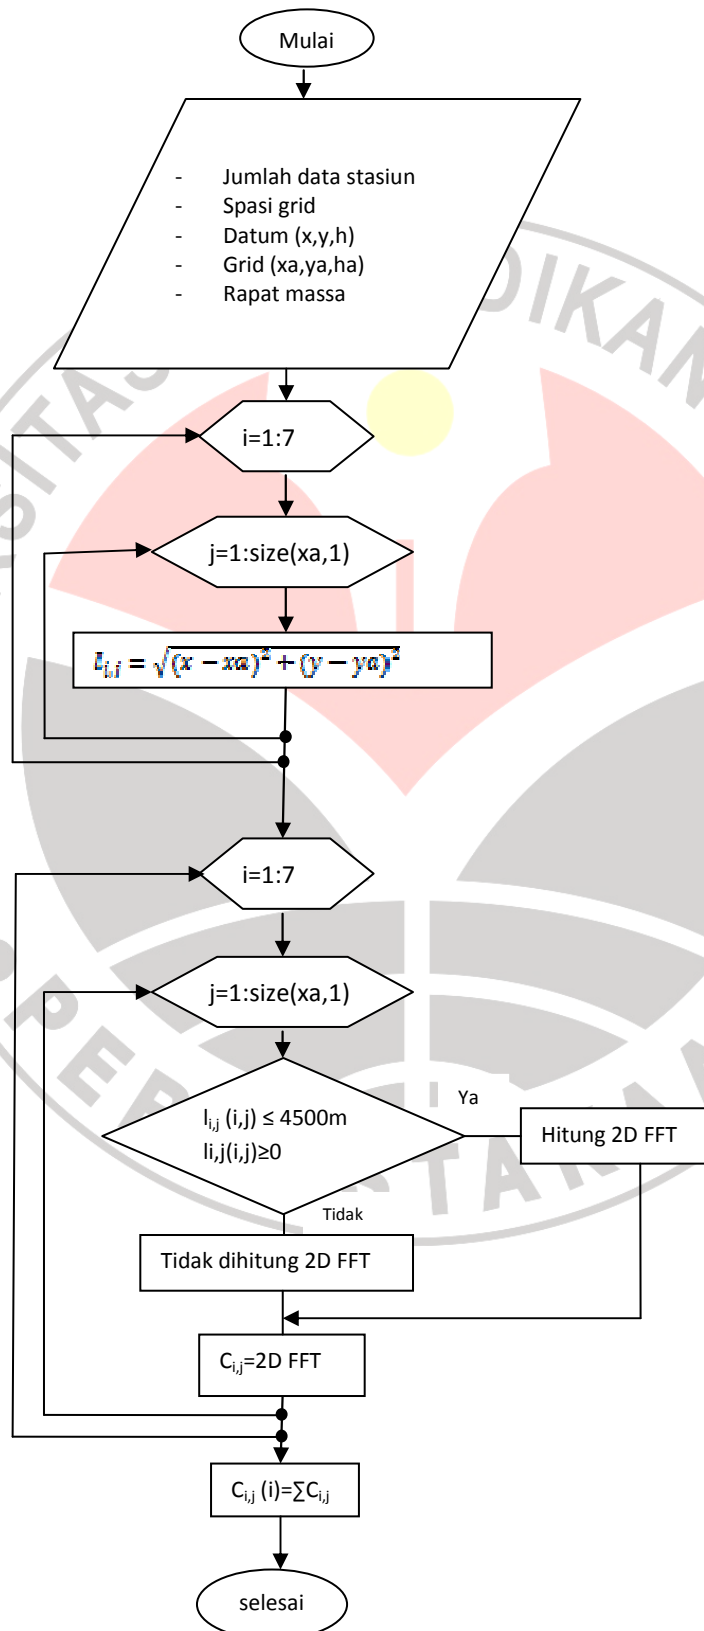 Mulai
- Jumlah data stasiun
- Spasi grid
- Datum (x,y,h)
- Grid (xa,ya,ha)
- Rapat massa
i=1:7
j=1:size(xa,1)
L_{i,j} = √((x − xa)² + (y − ya)²)
i=1:7
j=1:size(xa,1)
l_{i,j} (i,j) ≤ 4500m
li,j(i,j)≥0
Ya
Hitung 2D FFT
Tidak
Tidak dihitung 2D FFT
C_{i,j}=2D FFT
C_{i,j} (i)=∑C_{i,j}
selesai